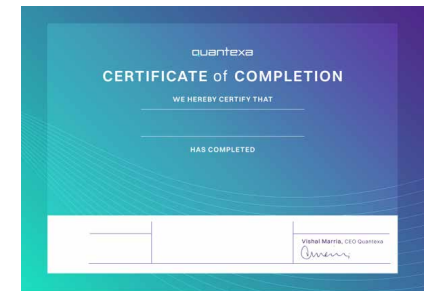 quantexa
CERTIFICATE of COMPLETION
WE HEREBY CERTIFY THAT
HAS COMPLETED
Vishal Marria, CEO Quantexa